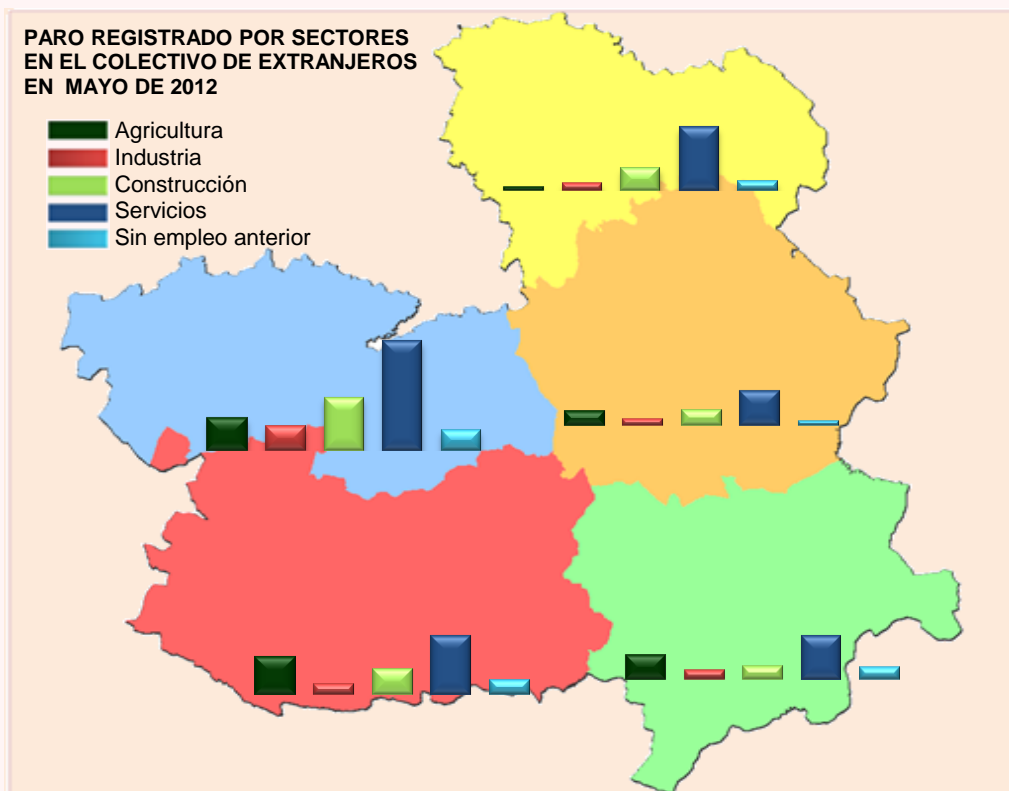 PARO REGISTRADO POR SECTORES
EN EL COLECTIVO DE EXTRANJEROS
EN MAYO DE 2012
Agricultura
Industria
Construcción
Servicios
Sin empleo anterior